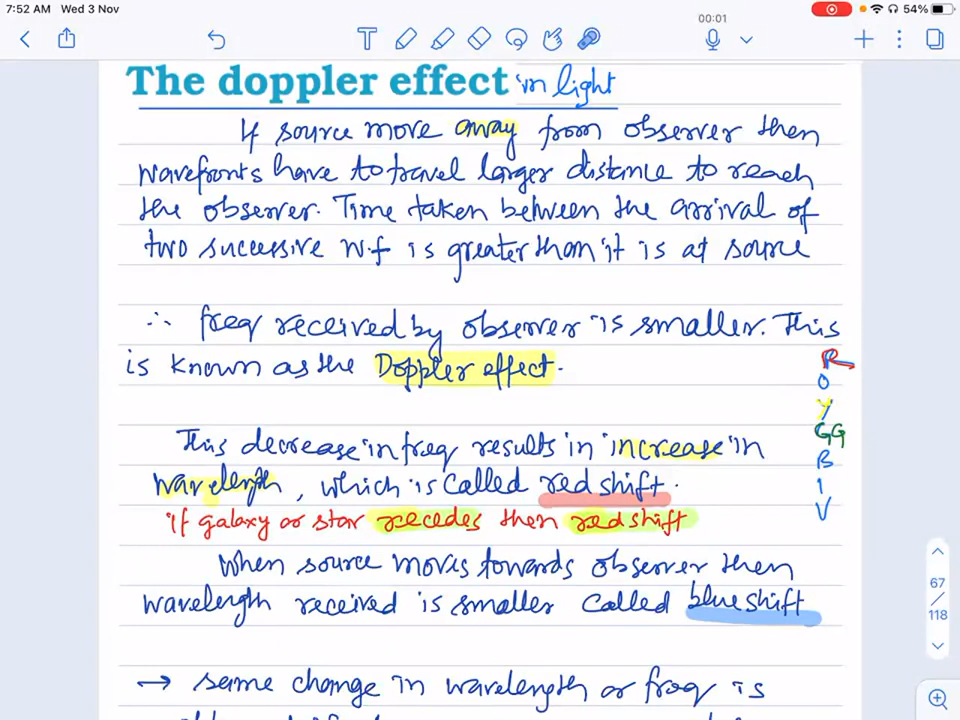 7:52 AM Wed 3 Nov
54%
00:01
The doppler effect in light
If source move away from observer then
wavefronts have to travel larger distance to reach
the observer. Time taken between the arrival of
two successive w.f is greater than it is at source
∴ freq received by observer is smaller. This
is known as the Doppler effect.
R
O
Y
GG
B
I
V
This decrease in freq results in increase in
wavelength, which is called red shift.
if galaxy or star recedes then redshift
When source moves towards observer then
wavelength received is smaller called blueshift
67
/
118
→ same change in wavelength or freq is